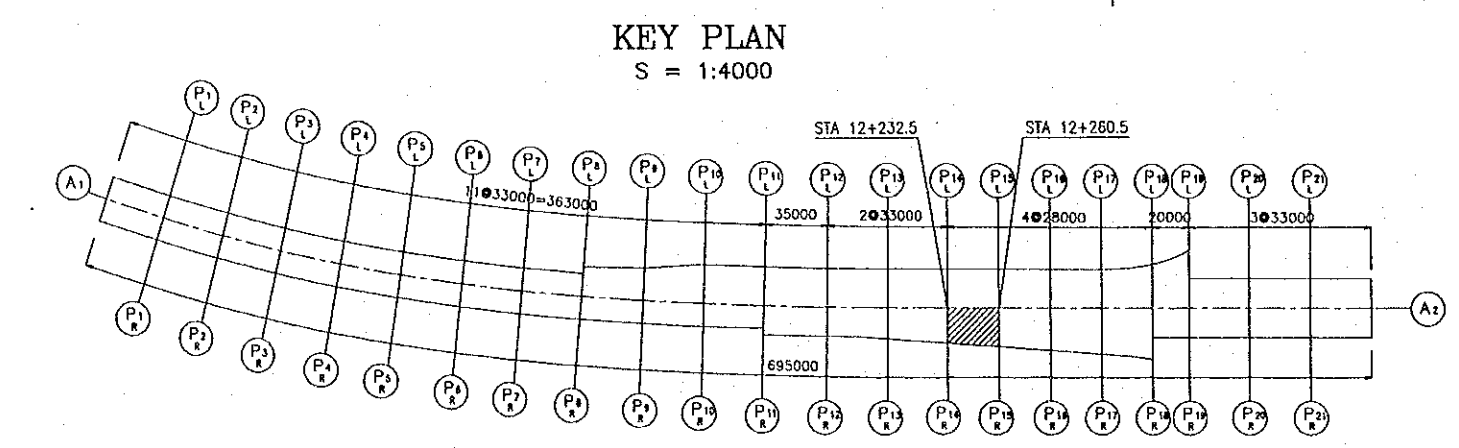 KEY PLAN
S = 1:4000
STA 12+232.5 STA 12+260.5
P1 L P2 L P3 L P4 L P5 L P6 L P7 L P8 L P9 L P10 L P11 L P12 L P13 L P14 L P15 L P16 L P17 L P18 L P19 L P20 L P21 L
A1
11@33000=363000 35000 2@33000 4@28000 20000 3@33000
A2
695000
P1 R P2 R P3 R P4 R P5 R P6 R P7 R P8 R P9 R P10 R P11 R P12 R P13 R P14 R P15 R P16 R P17 R P18 R P19 R P20 R P21 R